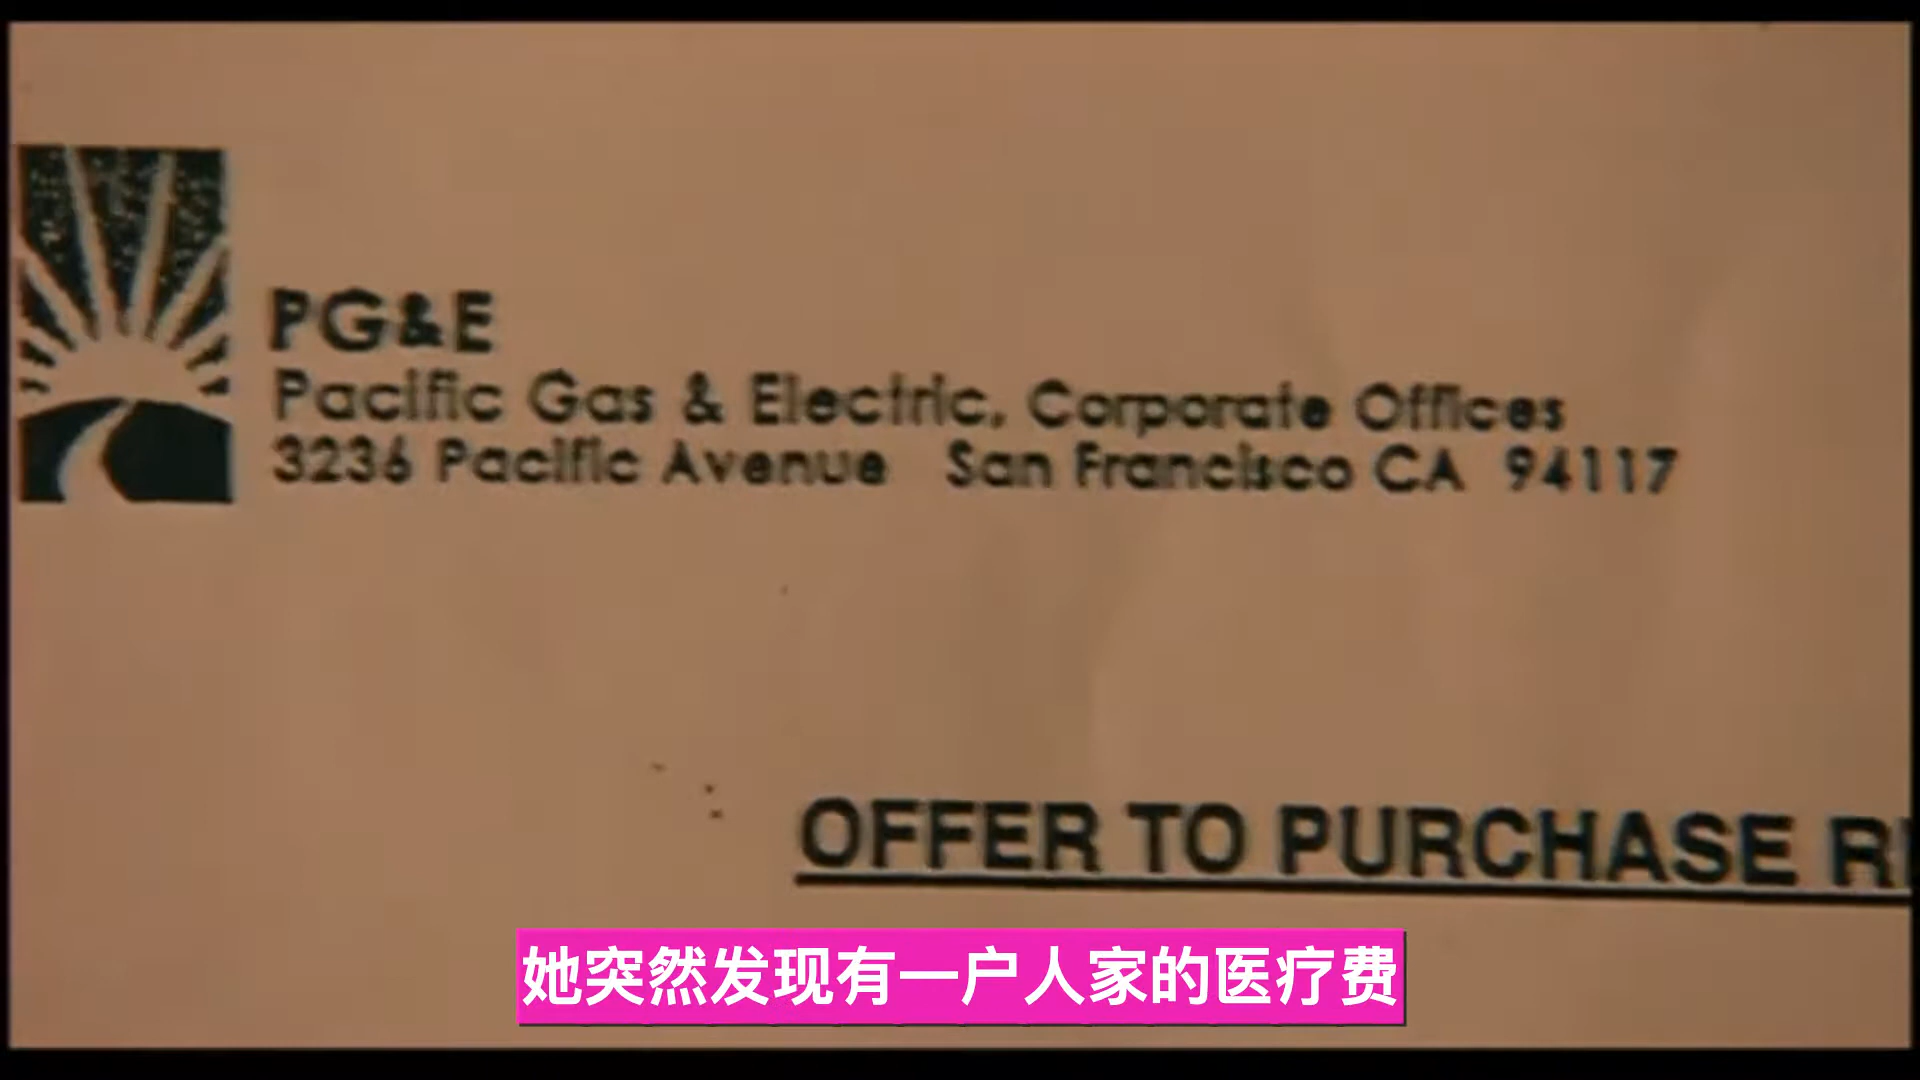 PG&E
Pacific Gas & Electric, Corporate Offices
3236 Pacific Avenue San Francisco CA 94117
OFFER TO PURCHASE
她突然发现有一户人家的医疗费